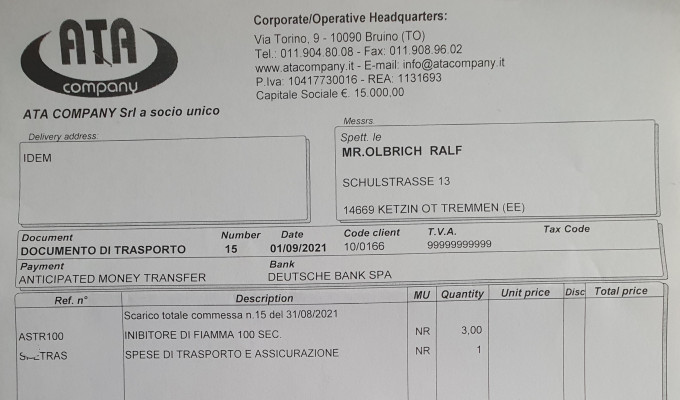 ATA
company
Corporate/Operative Headquarters:
Via Torino, 9 - 10090 Bruino (TO)
Tel.: 011.904.80.08 - Fax: 011.908.96.02
www.atacompany.it - E-mail: info@atacompany.it
P.Iva: 10417730016 - REA: 1131693
Capitale Sociale €. 15.000,00
ATA COMPANY Srl a socio unico
Delivery address
IDEM
Messrs
Spett. le
MR.OLBRICH RALF
SCHULSTRASSE 13
14669 KETZIN OT TREMMEN (EE)
Document Number Date Code client T.V.A. Tax Code
DOCUMENTO DI TRASPORTO 15 01/09/2021 10/0166 99999999999
Payment Bank
ANTICIPATED MONEY TRANSFER DEUTSCHE BANK SPA
Ref. n° Description MU Quantity Unit price Disc Total price
Scarico totale commessa n.15 del 31/08/2021
ASTR100 INIBITORE DI FIAMMA 100 SEC. NR 3,00
SPESE DI TRASPORTO E ASSICURAZIONE NR 1